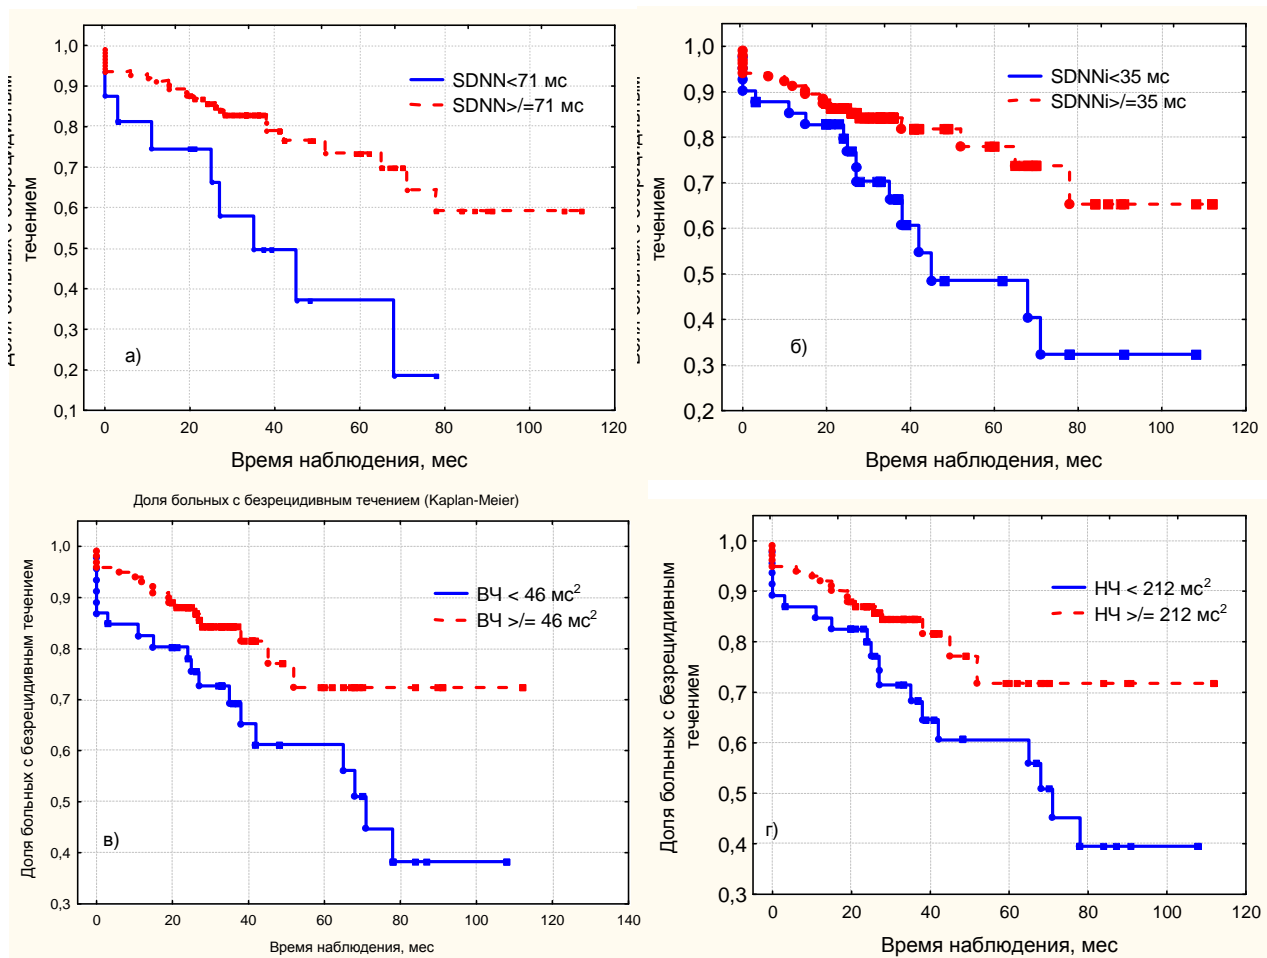 1,0
0,9
0,8
0,7
0,6
0,5
0,4
0,3
0,2
0,1
течением
SDNN<71 мс
SDNN>/=71 мс
а)
0 20 40 60 80 100 120
Время наблюдения, мес
1,0
0,9
0,8
0,7
0,6
0,5
0,4
0,3
0,2
течением
SDNNi<35 мс
SDNNi>/=35 мс
б)
0 20 40 60 80 100 120
Время наблюдения, мес
Доля больных с безрецидивным течением (Kaplan-Meier)
Доля больных с безрецидивным течением
1,0
0,9
0,8
0,7
0,6
0,5
0,4
0,3
ВЧ < 46 мс²
ВЧ >/= 46 мс²
в)
0 20 40 60 80 100 120 140
Время наблюдения, мес
Доля больных с безрецидивным
течением
1,0
0,9
0,8
0,7
0,6
0,5
0,4
0,3
НЧ < 212 мс²
НЧ >/= 212 мс²
г)
0 20 40 60 80 100 120
Время наблюдения, мес